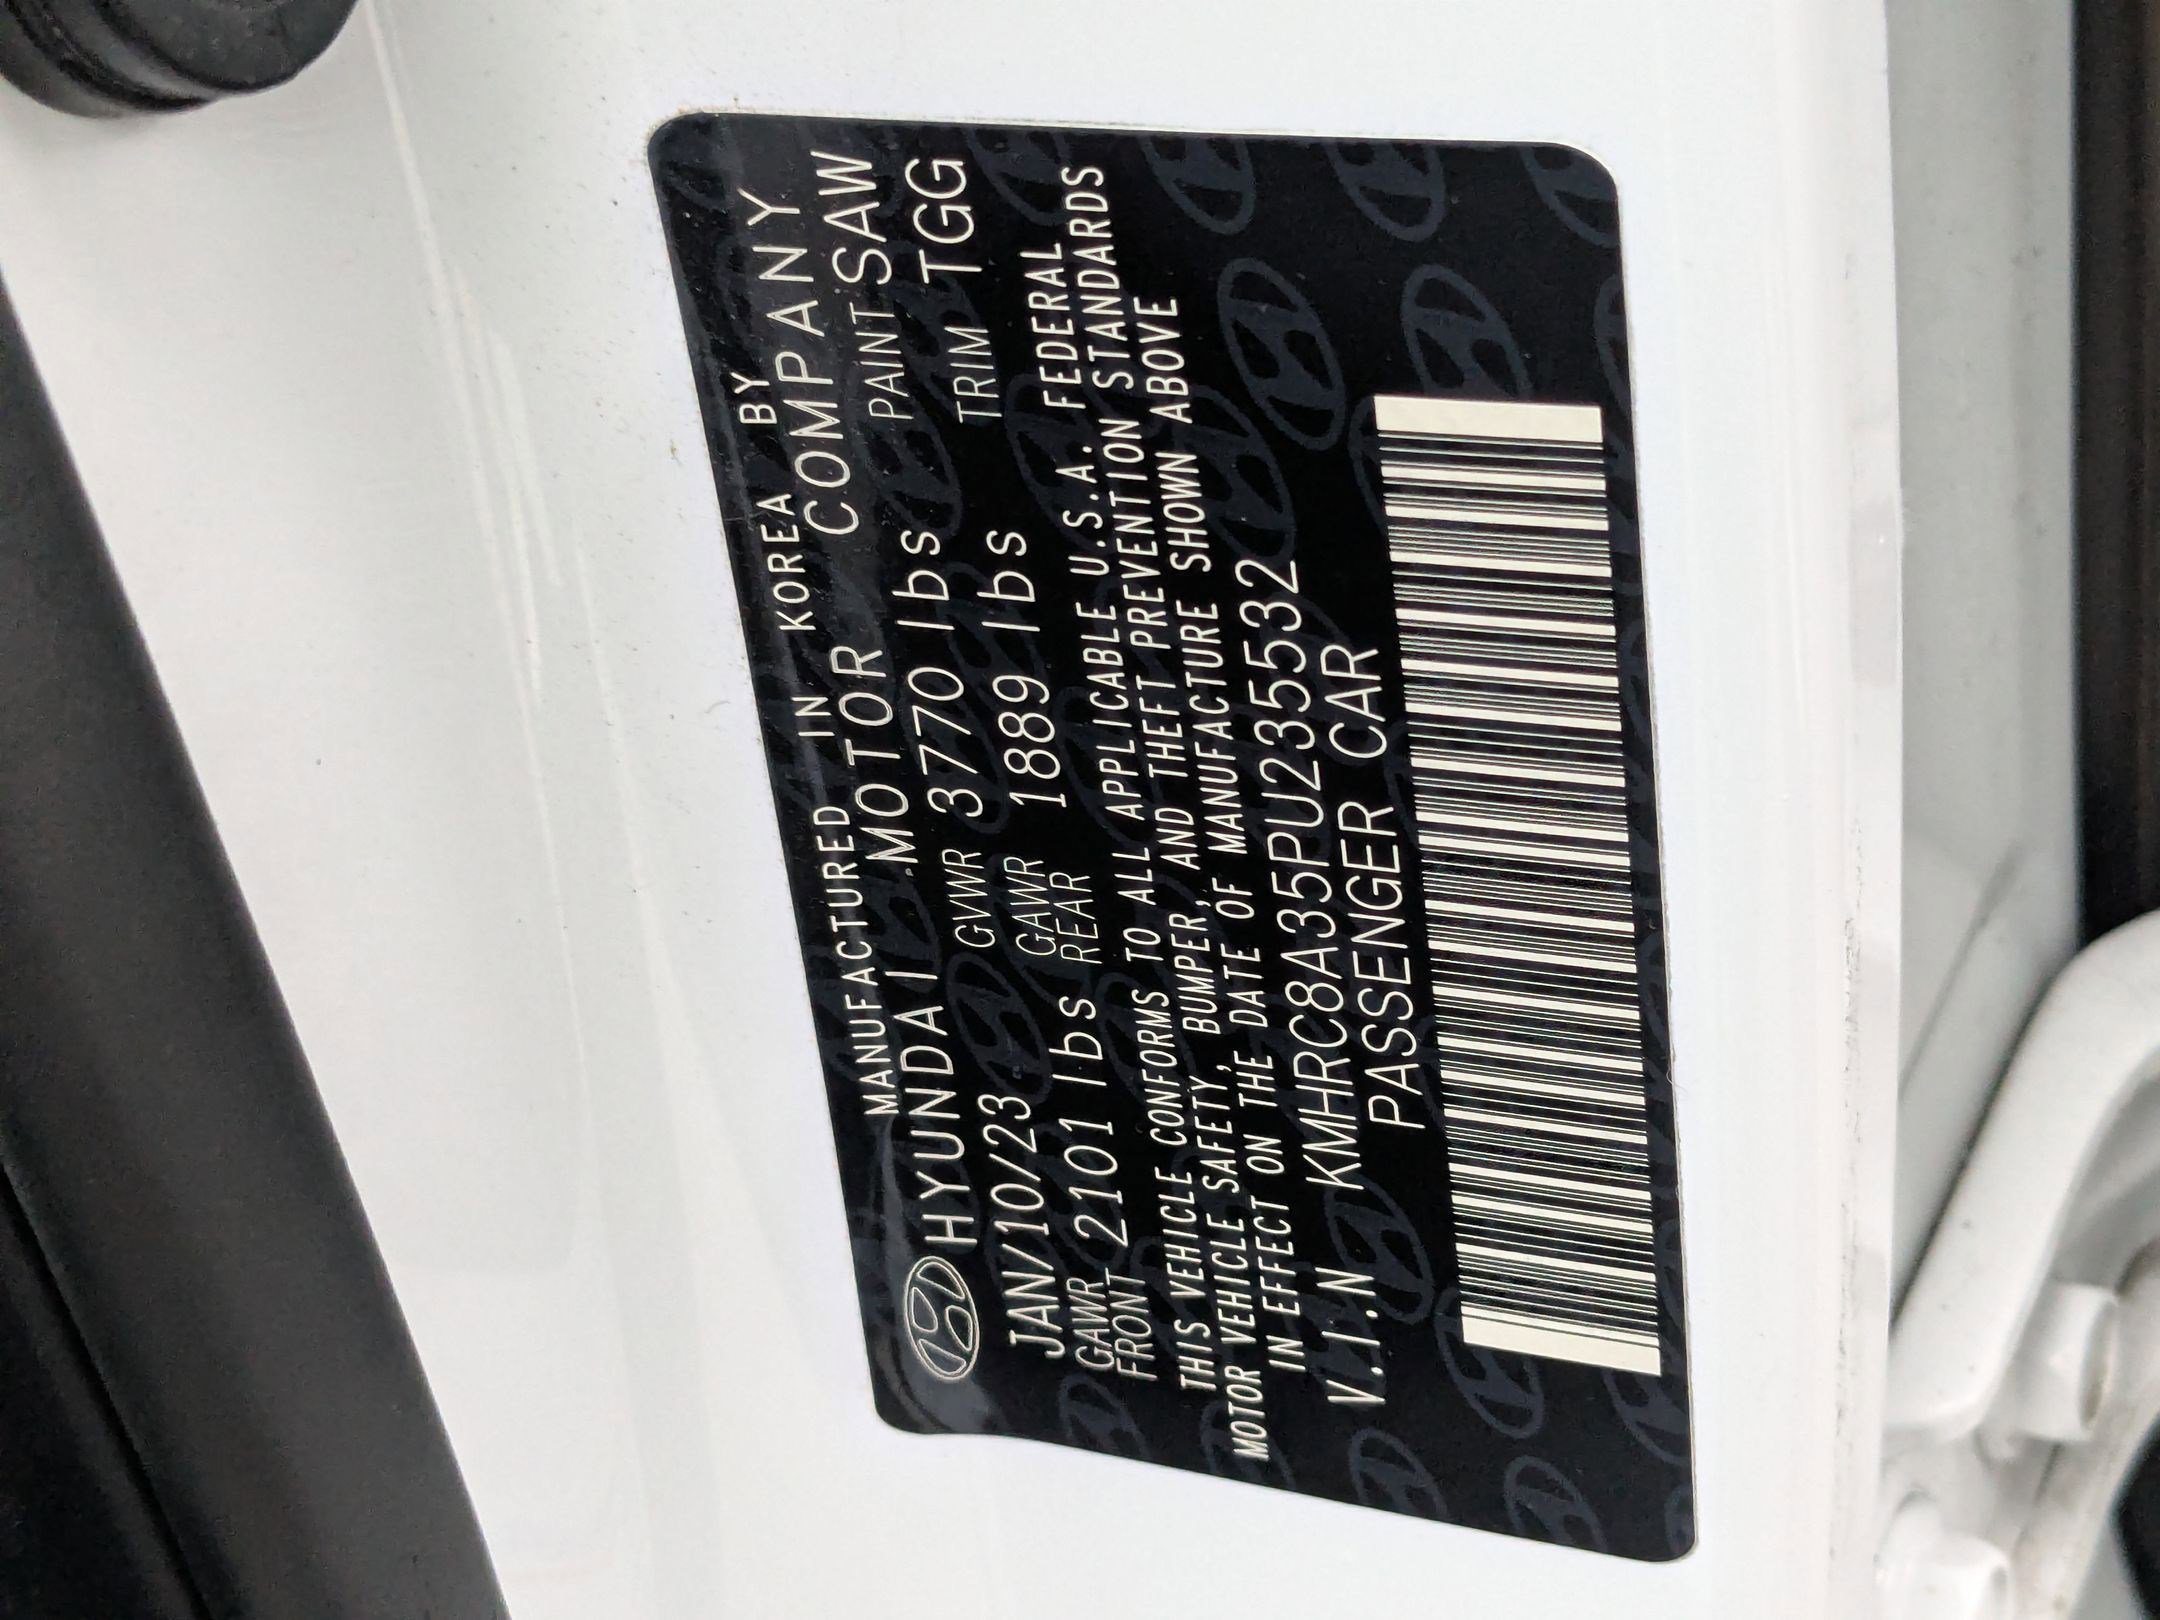 MANUFACTURED IN KOREA BY
HYUNDAI MOTOR COMPANY
JAN/10/23 GVWR 3770 lbs PAINT SAW
GAWR FRONT 2101 lbs GAWR REAR 1889 lbs TRIM TGG
THIS VEHICLE CONFORMS TO ALL APPLICABLE U.S.A. FEDERAL
MOTOR VEHICLE SAFETY, BUMPER, AND THEFT PREVENTION STANDARDS
IN EFFECT ON THE DATE OF MANUFACTURE SHOWN ABOVE
V.I.N KMHRC8A35PU235532
PASSENGER CAR